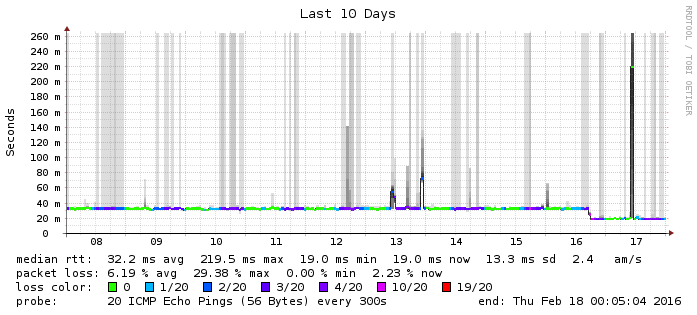 Last 10 Days
RRDTOOL / TOBI OETIKER
Seconds
260 m
240 m
220 m
200 m
180 m
160 m
140 m
120 m
100 m
80 m
60 m
40 m
20 m
0
08 09 10 11 12 13 14 15 16 17
median rtt: 32.2 ms avg 219.5 ms max 19.0 ms min 19.0 ms now 13.3 ms sd 2.4 am/s
packet loss: 6.19 % avg 29.38 % max 0.00 % min 2.23 % now
loss color: 0 1/20 2/20 3/20 4/20 10/20 19/20
probe: 20 ICMP Echo Pings (56 Bytes) every 300s end: Thu Feb 18 00:05:04 2016